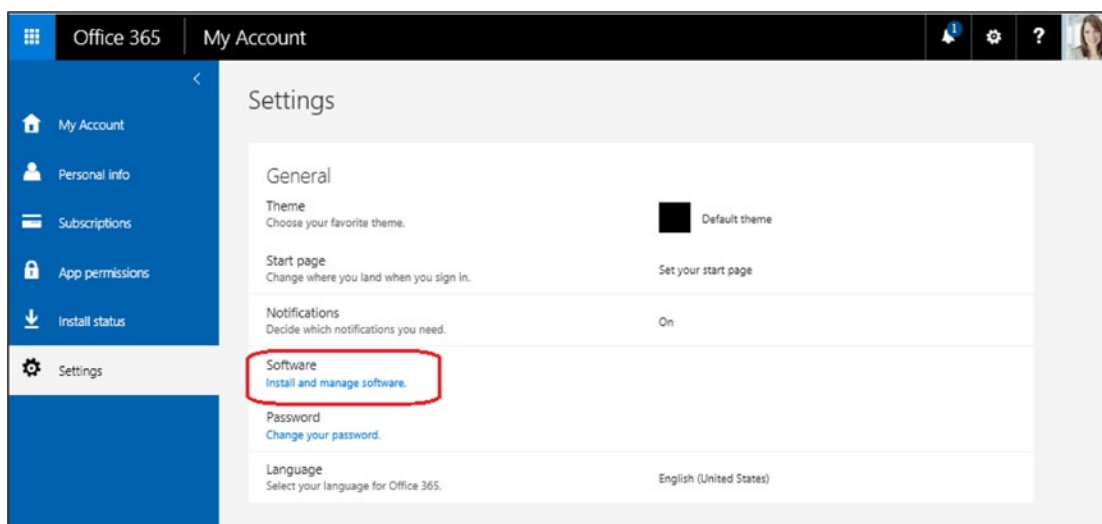 Office 365
My Account
1
?
My Account
Personal info
Subscriptions
App permissions
Install status
Settings
Settings
General
Theme
Choose your favorite theme.
Default theme
Start page
Change where you land when you sign in.
Set your start page
Notifications
Decide which notifications you need.
On
Software
Install and manage software.
Password
Change your password.
Language
Select your language for Office 365.
English (United States)